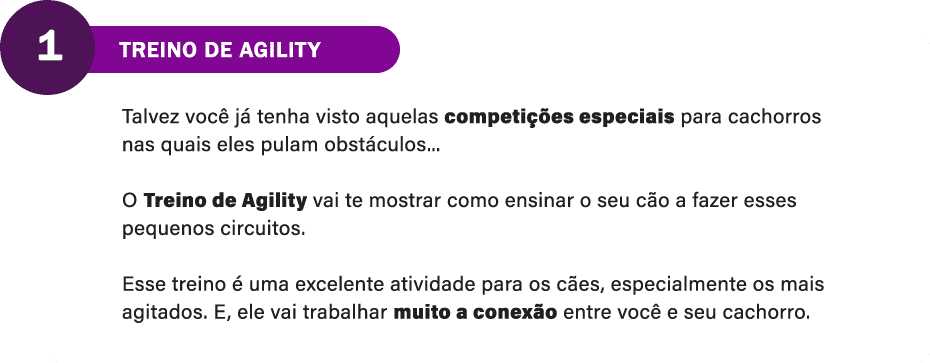 1
TREINO DE AGILITY
Talvez você já tenha visto aquelas competições especiais para cachorros
nas quais eles pulam obstáculos...
O Treino de Agility vai te mostrar como ensinar o seu cão a fazer esses
pequenos circuitos.
Esse treino é uma excelente atividade para os cães, especialmente os mais
agitados. E, ele vai trabalhar muito a conexão entre você e seu cachorro.